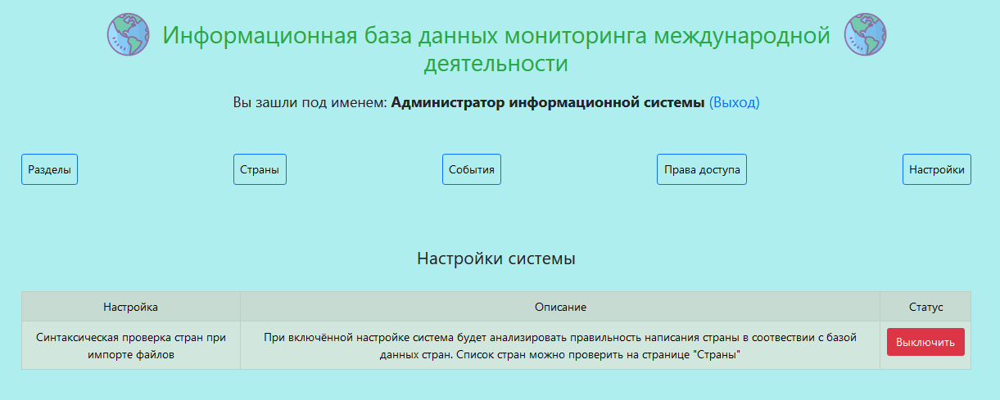 Информационная база данных мониторинга международной
деятельности
Вы зашли под именем: Администратор информационной системы (Выход)
Разделы
Страны
События
Права доступа
Настройки
Настройки системы
Настройка
Описание
Статус
Синтаксическая проверка стран при
импорте файлов
При включённой настройке система будет анализировать правильность написания страны в соотвествии с базой
данных стран. Список стран можно проверить на странице "Страны"
Выключить